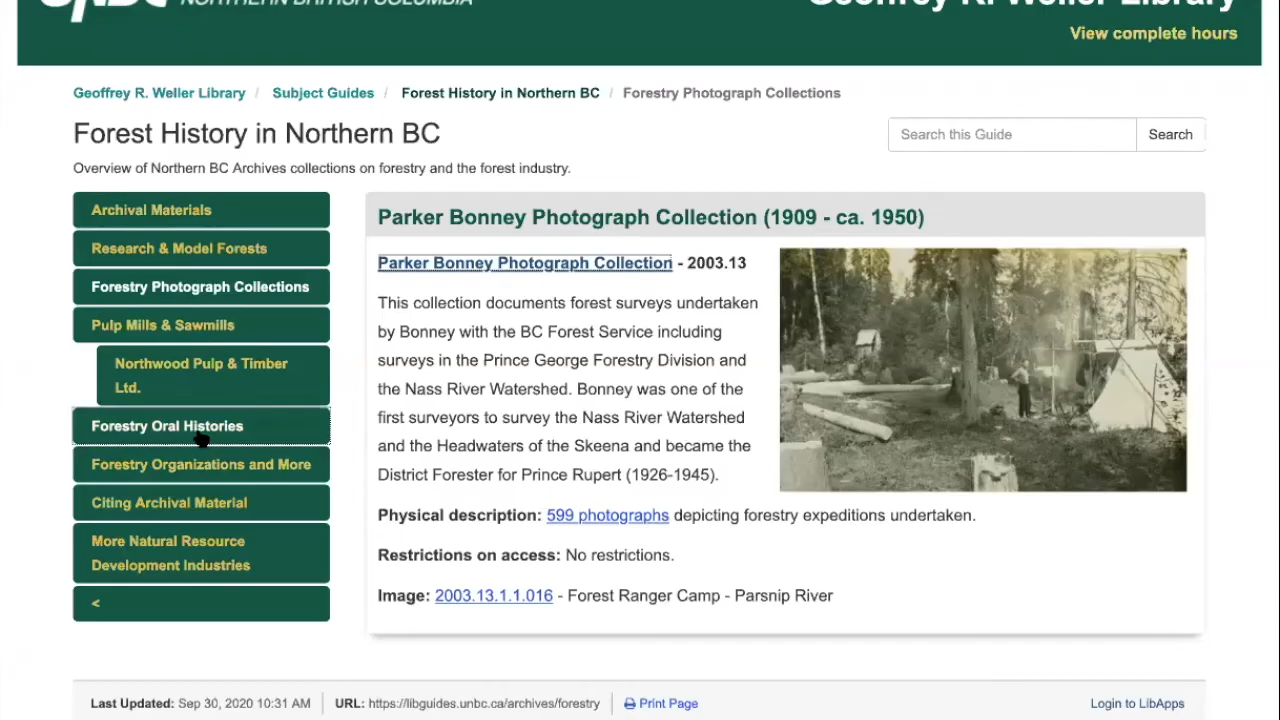 UNBC NORTHERN BRITISH COLUMBIA
Geoffrey R. Weller Library
View complete hours
Geoffrey R. Weller Library / Subject Guides / Forest History in Northern BC / Forestry Photograph Collections
Forest History in Northern BC
Search this Guide Search
Overview of Northern BC Archives collections on forestry and the forest industry.
Archival Materials
Research & Model Forests
Forestry Photograph Collections
Pulp Mills & Sawmills
Northwood Pulp & Timber
Ltd.
Forestry Oral Histories
Forestry Organizations and More
Citing Archival Material
More Natural Resource
Development Industries
<
Parker Bonney Photograph Collection (1909 - ca. 1950)
Parker Bonney Photograph Collection - 2003.13
This collection documents forest surveys undertaken
by Bonney with the BC Forest Service including
surveys in the Prince George Forestry Division and
the Nass River Watershed. Bonney was one of the
first surveyors to survey the Nass River Watershed
and the Headwaters of the Skeena and became the
District Forester for Prince Rupert (1926-1945).
Physical description: 599 photographs depicting forestry expeditions undertaken.
Restrictions on access: No restrictions.
Image: 2003.13.1.1.016 - Forest Ranger Camp - Parsnip River
Last Updated: Sep 30, 2020 10:31 AM URL: https://libguides.unbc.ca/archives/forestry Print Page Login to LibApps